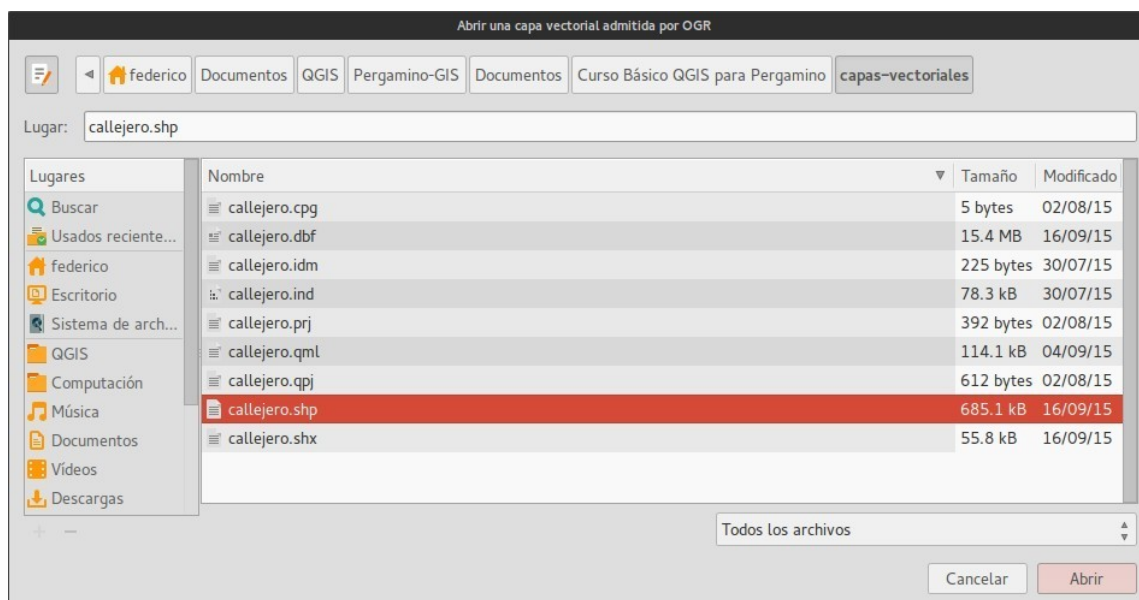 Abrir una capa vectorial admitida por OGR
federico Documentos QGIS Pergamino-GIS Documentos Curso Básico QGIS para Pergamino capas-vectoriales
Lugar: callejero.shp
Lugares
Buscar
Usados reciente...
federico
Escritorio
Sistema de arch...
QGIS
Computación
Música
Documentos
Vídeos
Descargas
Nombre Tamaño Modificado
callejero.cpg 5 bytes 02/08/15
callejero.dbf 15.4 MB 16/09/15
callejero.idm 225 bytes 30/07/15
callejero.ind 78.3 kB 30/07/15
callejero.prj 392 bytes 02/08/15
callejero.qml 114.1 kB 04/09/15
callejero.qpj 612 bytes 02/08/15
callejero.shp 685.1 kB 16/09/15
callejero.shx 55.8 kB 16/09/15
Todos los archivos
Cancelar Abrir